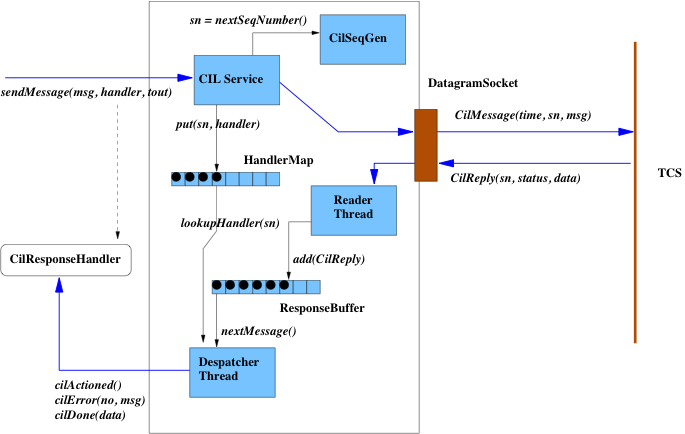 sn = nextSeqNumber()
CilSeqGen
CIL Service
DatagramSocket
sendMessage(msg, handler, tout)
CilMessage(time, sn, msg)
put(sn, handler)
HandlerMap
TCS
CilReply(sn, status, data)
Reader
Thread
lookupHandler(sn)
CilResponseHandler
add(CilReply)
ResponseBuffer
nextMessage()
Despatcher
Thread
cilActioned()
cilError(no, msg)
cilDone(data)